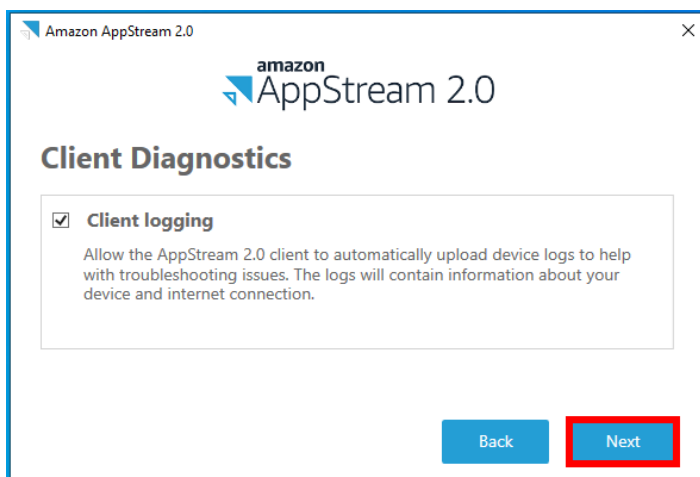 Amazon AppStream 2.0
amazon
AppStream 2.0
Client Diagnostics
Client logging
Allow the AppStream 2.0 client to automatically upload device logs to help
with troubleshooting issues. The logs will contain information about your
device and internet connection.
Back
Next